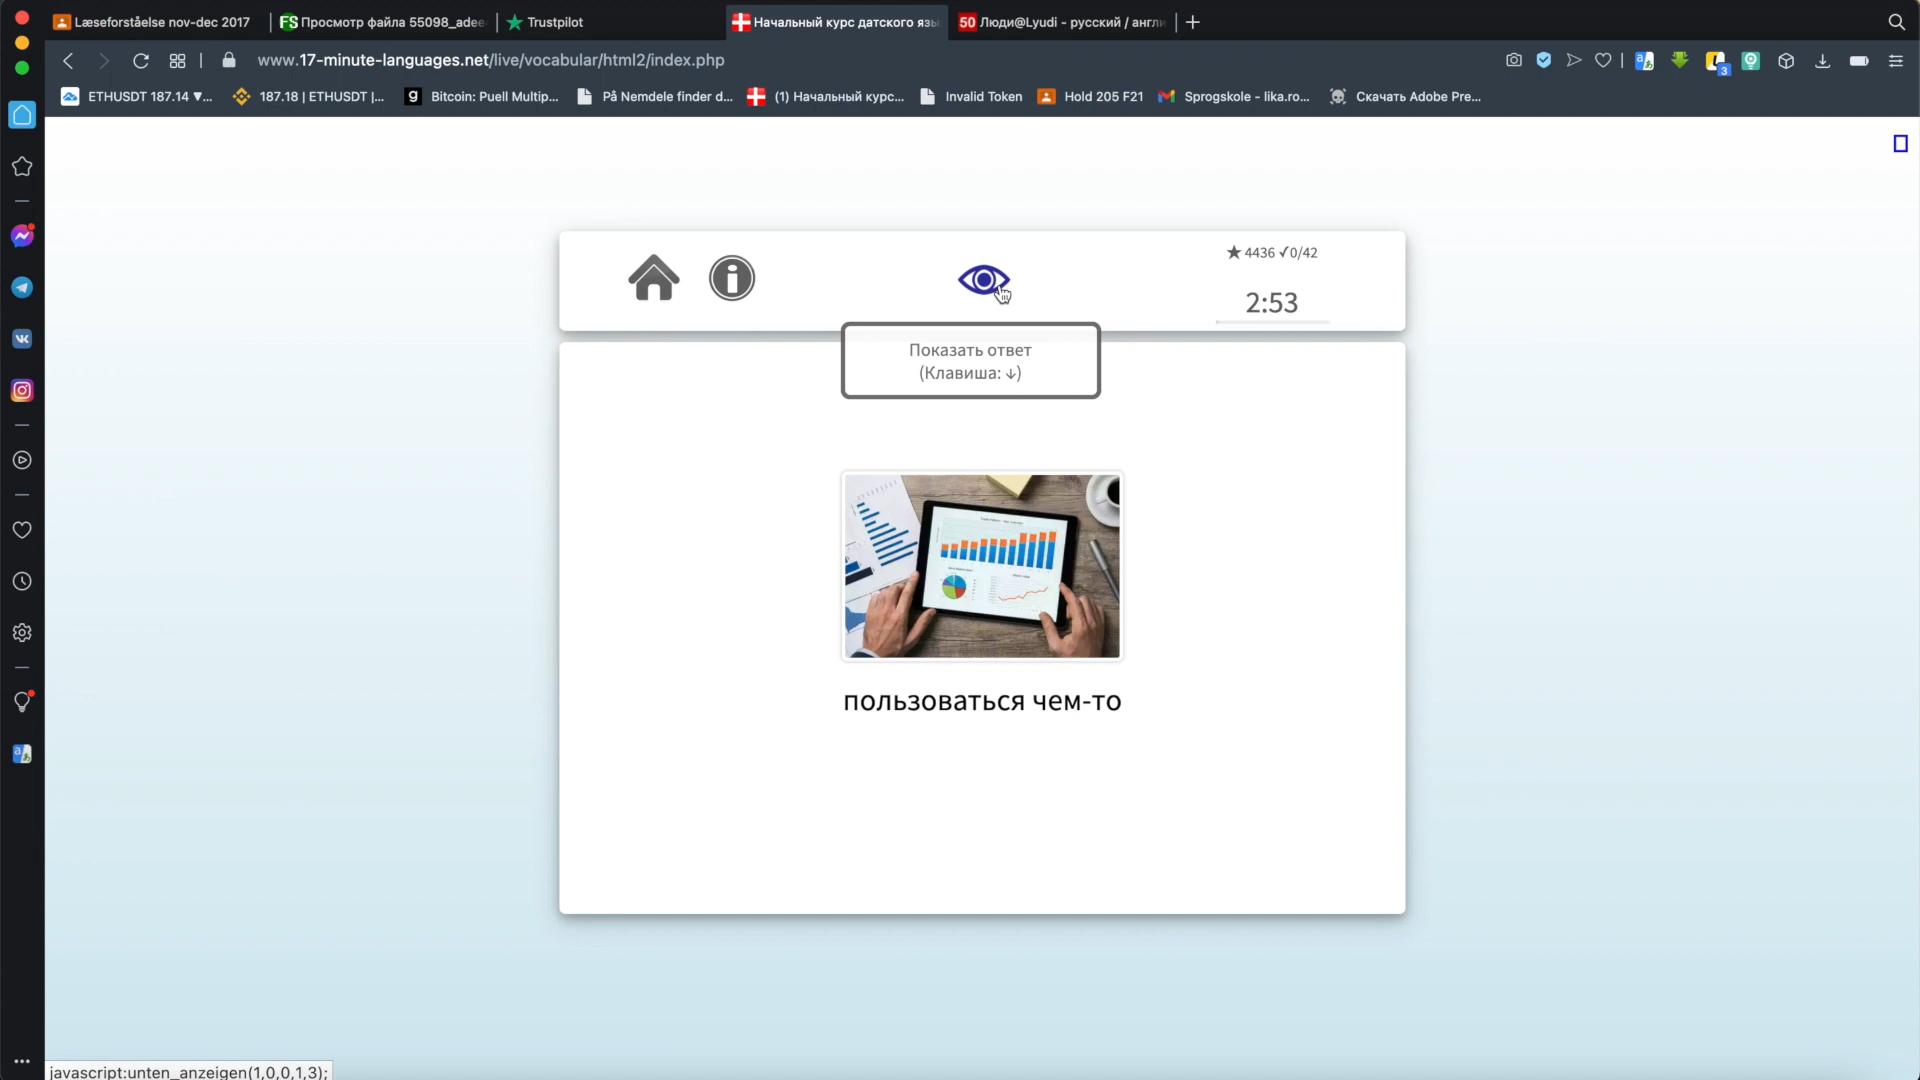 Læseforståelse nov-dec 2017
FS Просмотр файла 55098_adee
Trustpilot
Начальный курс датского язы
50 Люди@Lyudi - русский / англи
www.17-minute-languages.net/live/vocabular/html2/index.php
3
ETHUSDT 187.14 ▼...
187.18 | ETHUSDT |...
g Bitcoin: Puell Multip...
På Nemdele finder d...
(1) Начальный курс...
Invalid Token
Hold 205 F21
Sprogskole - lika.ro...
Скачать Adobe Pre...
★ 4436 ✓0/42
2:53
Показать ответ
(Клавиша: ↓)
пользоваться чем-то
javascript:unten_anzeigen(1,0,0,1,3);